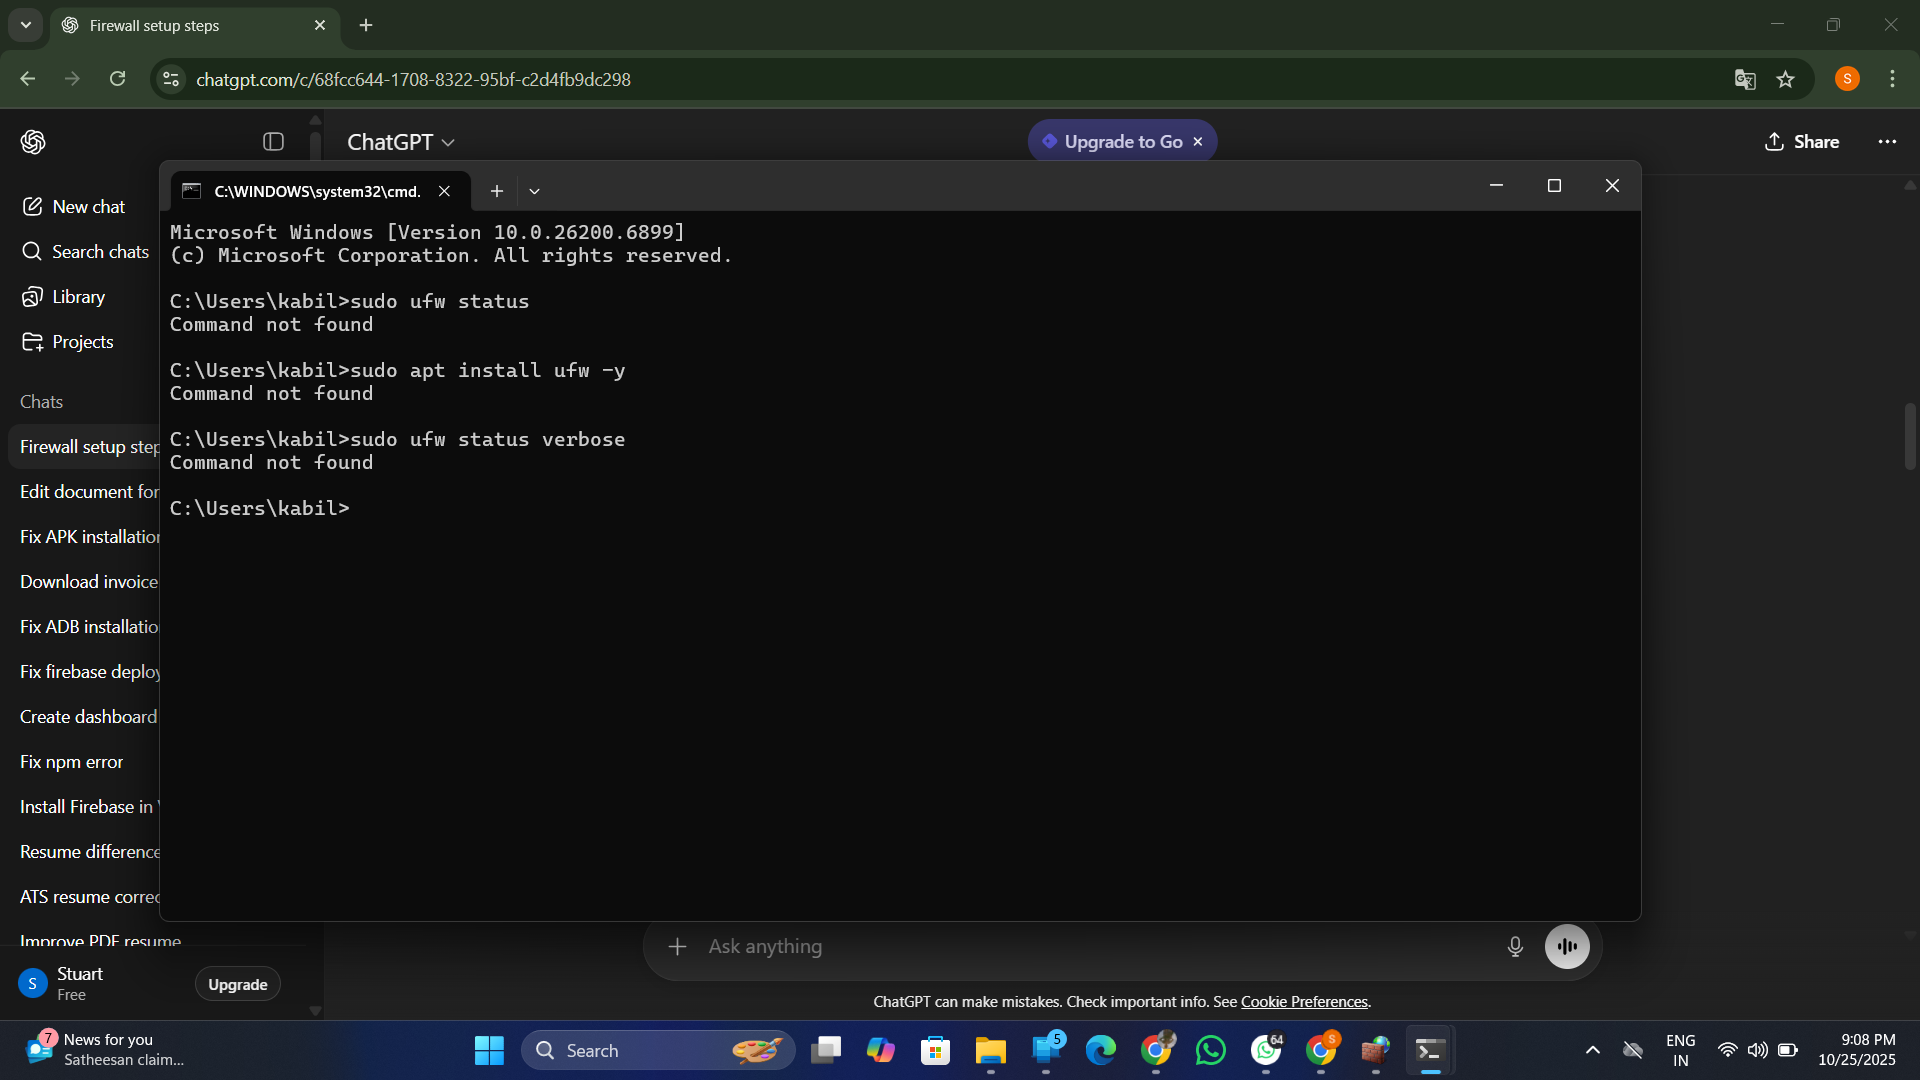 Firewall setup steps
chatgpt.com/c/68fcc644-1708-8322-95bf-c2d4fb9dc298
S
ChatGPT
Upgrade to Go
Share
C:\WINDOWS\system32\cmd.
New chat
Search chats
Library
Projects
Chats
Firewall setup step
Edit document for
Fix APK installation
Download invoice
Fix ADB installatio
Fix firebase deploy
Create dashboard
Fix npm error
Install Firebase in
Resume difference
ATS resume correc
Improve PDF resume
S
Stuart
Free
Upgrade
Microsoft Windows [Version 10.0.26200.6899]
(c) Microsoft Corporation. All rights reserved.
C:\Users\kabil>sudo ufw status
Command not found
C:\Users\kabil>sudo apt install ufw -y
Command not found
C:\Users\kabil>sudo ufw status verbose
Command not found
C:\Users\kabil>
Ask anything
ChatGPT can make mistakes. Check important info. See Cookie Preferences.
7
News for you
Satheesan claim...
Search
5
64
S
ENG
IN
9:08 PM
10/25/2025